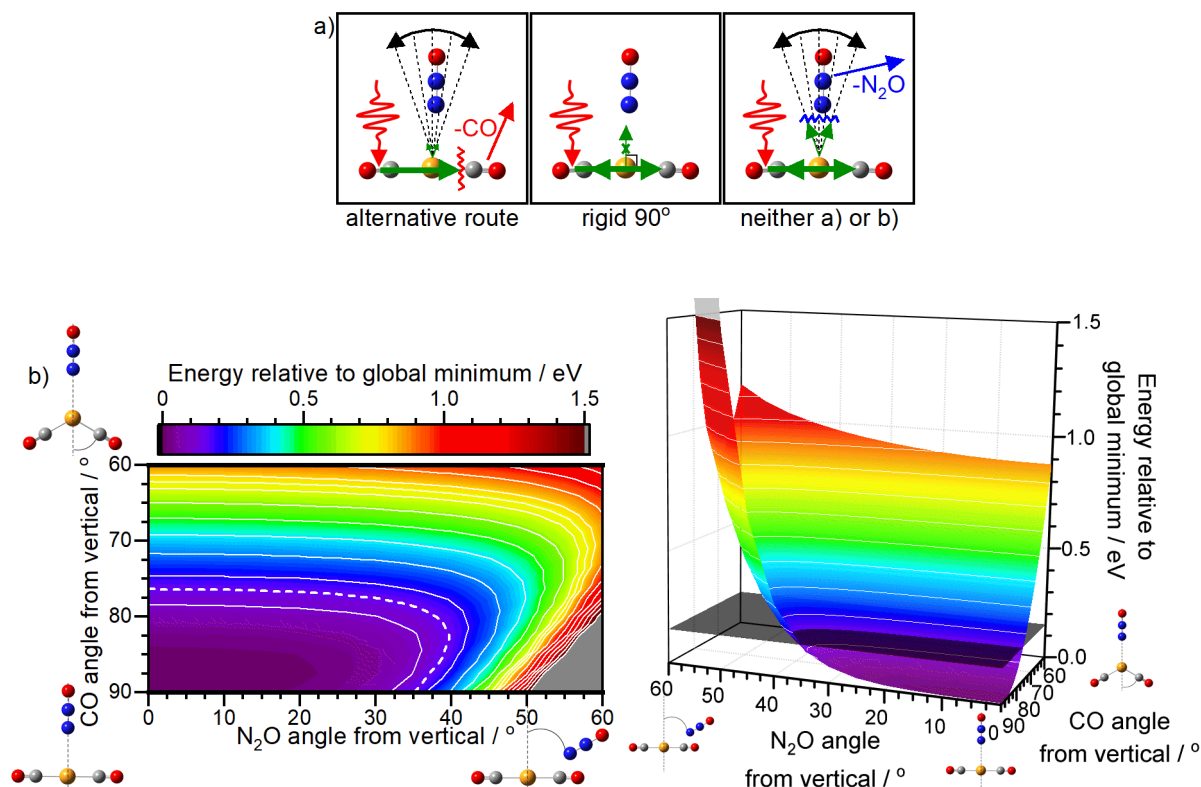 a)
-CO
-N₂O
alternative route
rigid 90°
neither a) or b)
b)
Energy relative to global minimum / eV
0 0.5 1.0 1.5
CO angle from vertical / °
60
70
80
90
0 10 20 30 40 50 60
N₂O angle from vertical / °
Energy relative to
global minimum / eV
1.5
1.0
0.5
0.0
60 50 40 30 20 10 0
90 80 70 60
N₂O angle
from vertical / °
CO angle
from vertical / °